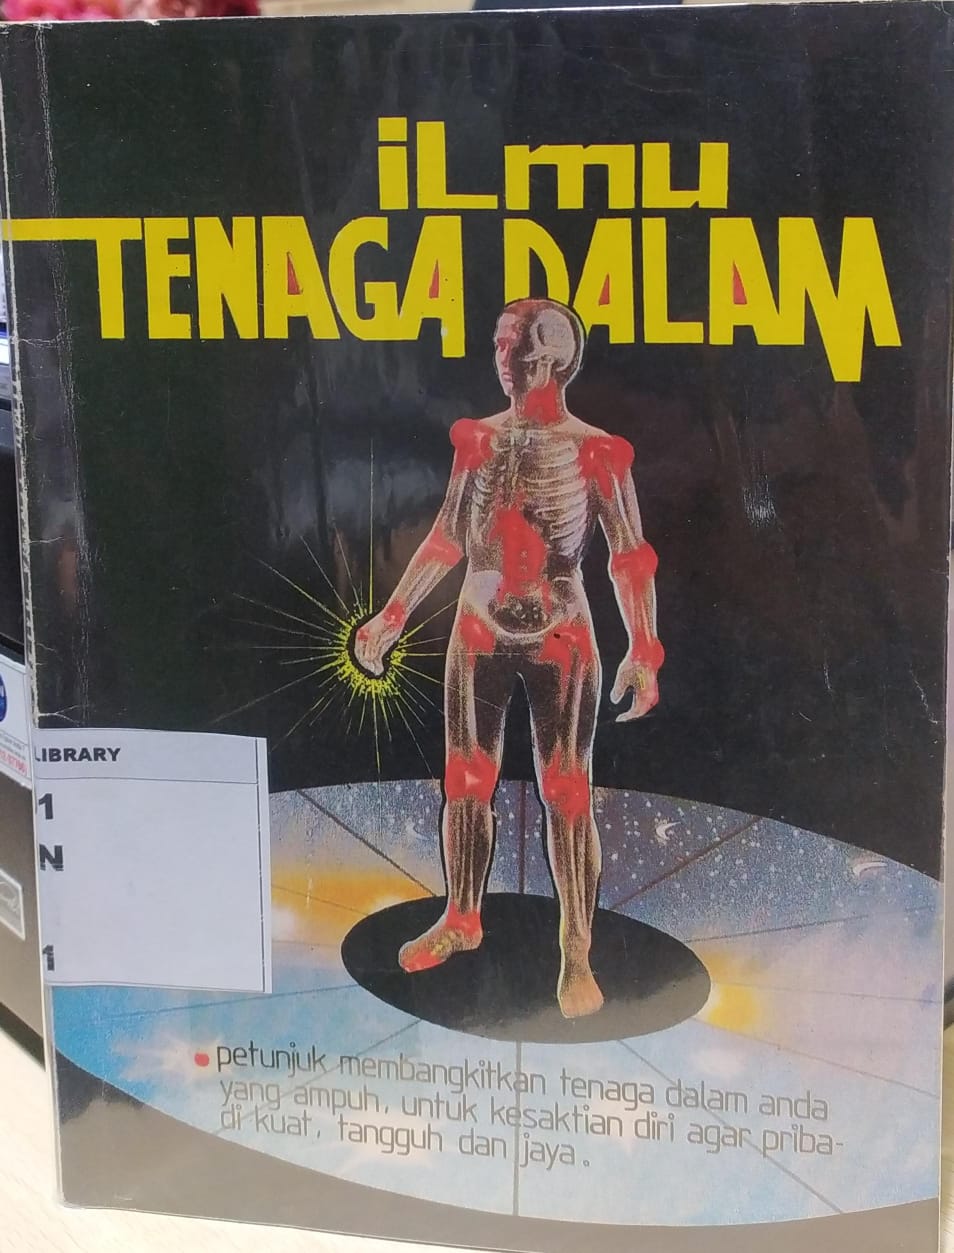 iLmu
TENAGA DALAM
LIBRARY
1
N
1
• petunjuk membangkitkan tenaga dalam anda
yang ampuh, untuk kesaktian diri agar priba-
di kuat, tangguh dan jaya.